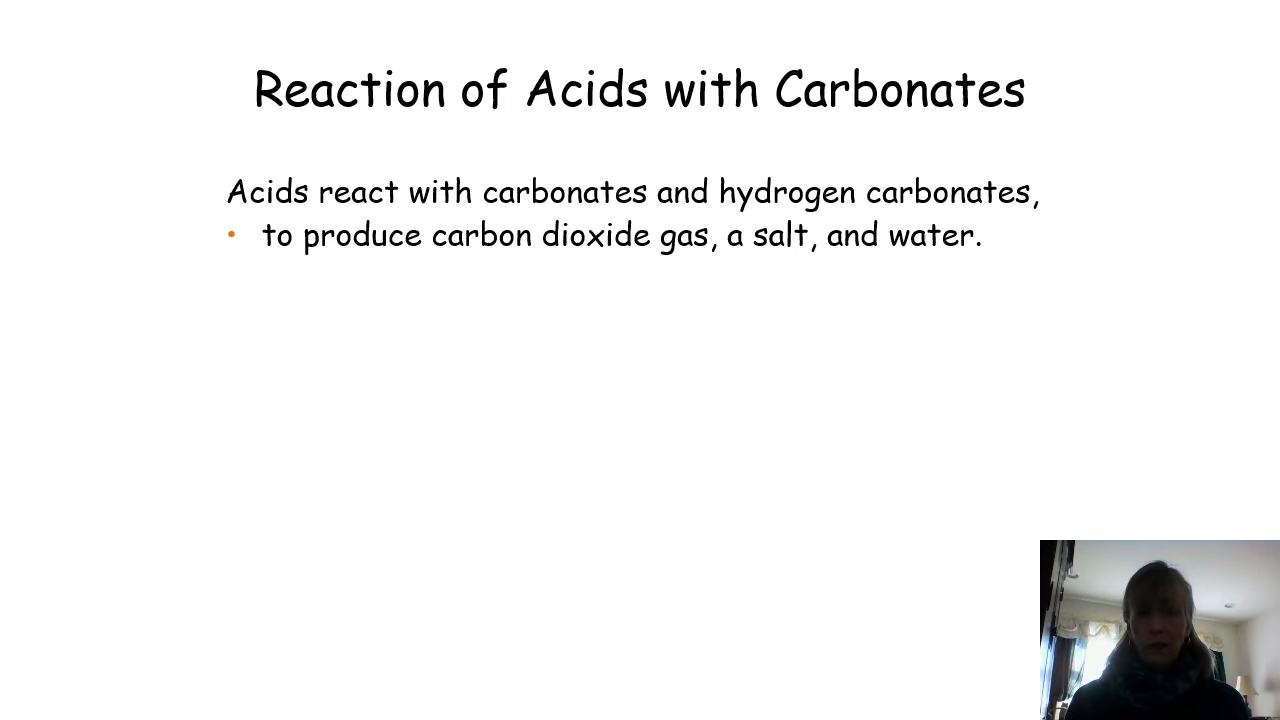 Reaction of Acids with Carbonates
Acids react with carbonates and hydrogen carbonates,
• to produce carbon dioxide gas, a salt, and water.